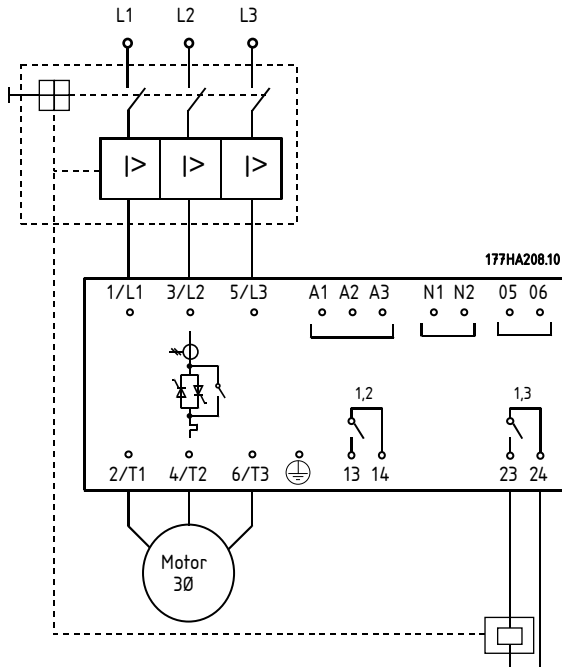 L1 L2 L3
|> |> |>
177HA208.10
1/L1 3/L2 5/L3 A1 A2 A3 N1 N2 05 06
1,2 1,3
2/T1 4/T2 6/T3 13 14 23 24
Motor
3Ø